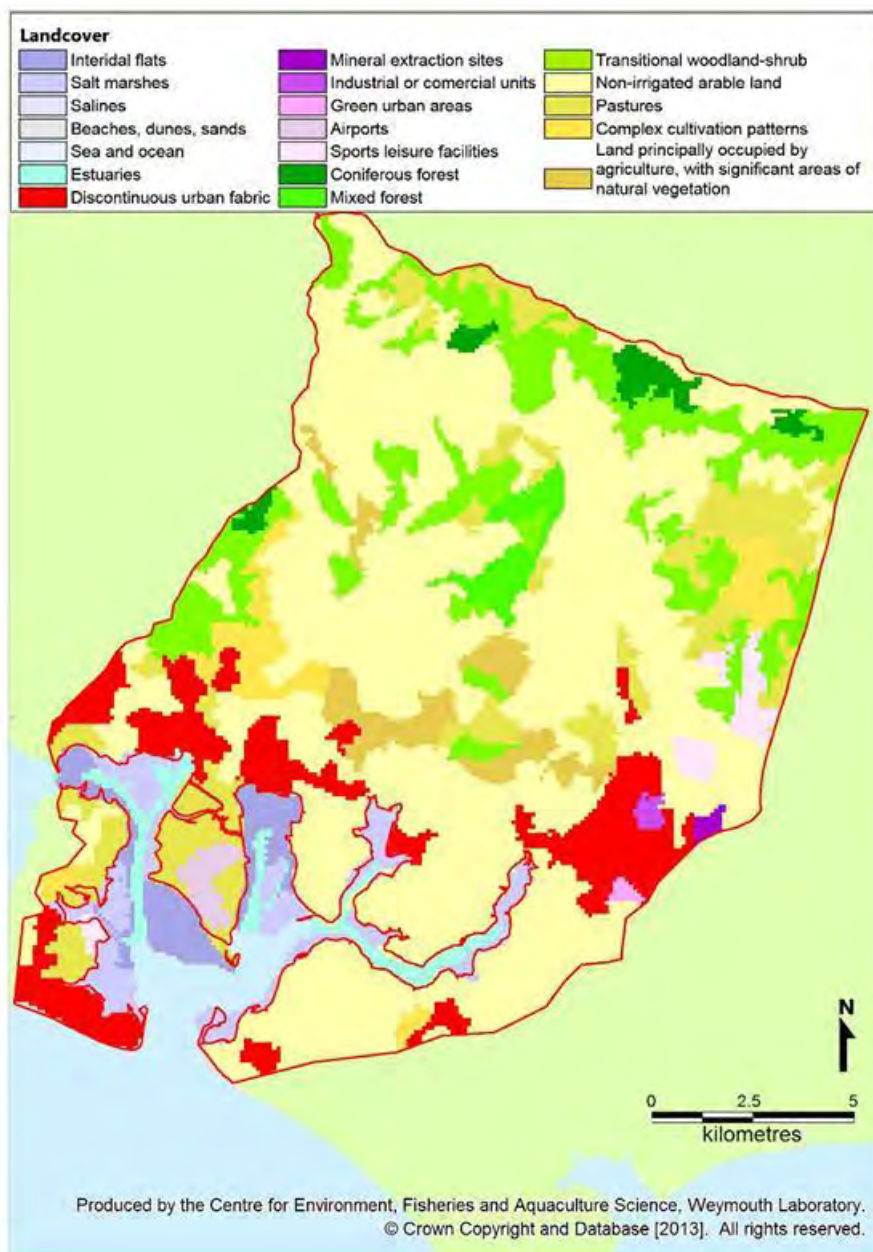 Landcover
Interidal flats
Salt marshes
Salines
Beaches, dunes, sands
Sea and ocean
Estuaries
Discontinuous urban fabric
Mineral extraction sites
Industrial or comercial units
Green urban areas
Airports
Sports leisure facilities
Coniferous forest
Mixed forest
Transitional woodland-shrub
Non-irrigated arable land
Pastures
Complex cultivation patterns
Land principally occupied by
agriculture, with significant areas of
natural vegetation
N
0 2.5 5
kilometres
Produced by the Centre for Environment, Fisheries and Aquaculture Science, Weymouth Laboratory.
© Crown Copyright and Database [2013]. All rights reserved.